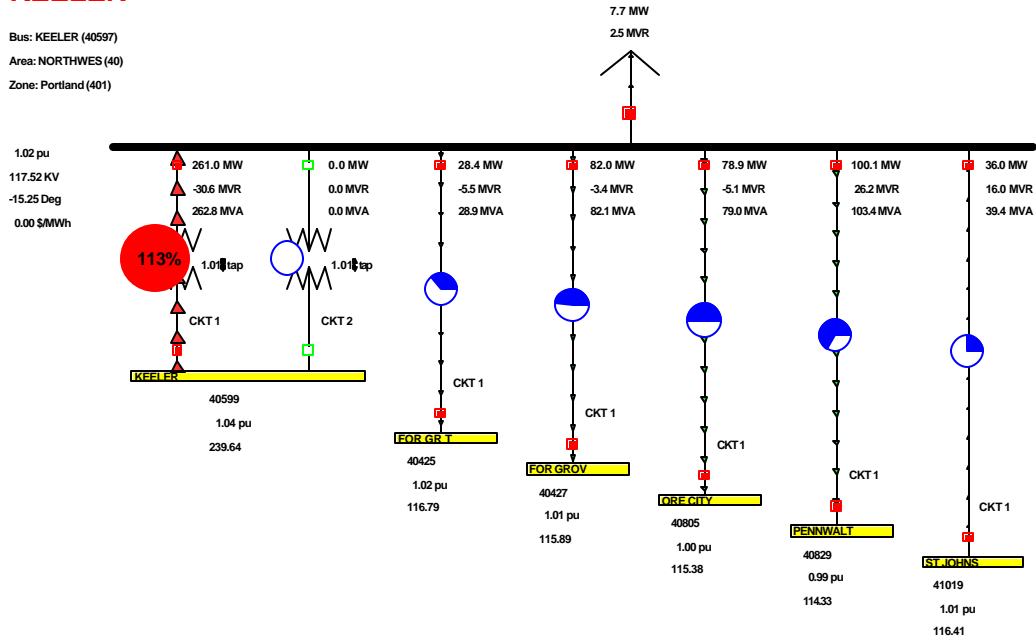 Bus: KEELER (40597)
Area: NORTHWES (40)
Zone: Portland (401)
7.7 MW
2.5 MVR
1.02 pu
117.52 KV
-15.25 Deg
0.00 $/MWh
261.0 MW
-30.6 MVR
262.8 MVA
113%
1.01 tap
CKT 1
KEELER
40599
1.04 pu
239.64
0.0 MW
0.0 MVR
0.0 MVA
1.01 tap
CKT 2
28.4 MW
-5.5 MVR
28.9 MVA
CKT 1
FOR GR T
40425
1.02 pu
116.79
82.0 MW
-3.4 MVR
82.1 MVA
CKT 1
FOR GROV
40427
1.01 pu
115.89
78.9 MW
-5.1 MVR
79.0 MVA
CKT 1
ORE CITY
40805
1.00 pu
115.38
100.1 MW
26.2 MVR
103.4 MVA
CKT 1
PENNWALT
40829
0.99 pu
114.33
36.0 MW
16.0 MVR
39.4 MVA
CKT 1
ST JOHNS
41019
1.01 pu
116.41